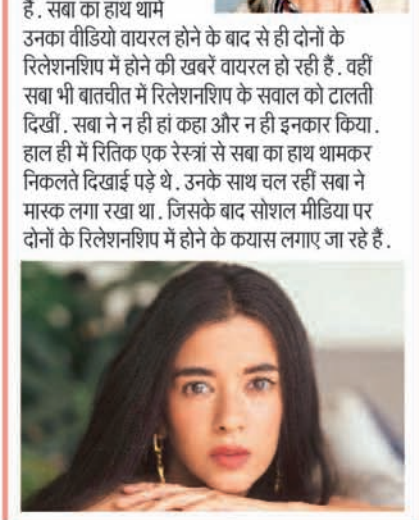 हैं. सबा का हाथ थामे
उनका वीडियो वायरल होने के बाद से ही दोनों के
रिलेशनशिप में होने की खबरें वायरल हो रही हैं. वहीं
सबा भी बातचीत में रिलेशनशिप के सवाल को टालती
दिखीं. सबा ने न ही हां कहा और न ही इनकार किया.
हाल ही में रितिक एक रेस्त्रां से सबा का हाथ थामकर
निकलते दिखाई पड़े थे. उनके साथ चल रहीं सबा ने
मास्क लगा रखा था. जिसके बाद सोशल मीडिया पर
दोनों के रिलेशनशिप में होने के कयास लगाए जा रहे हैं.